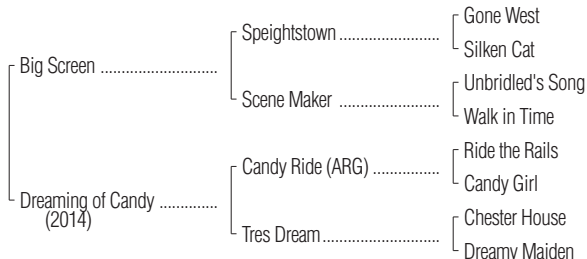 Gone West
Speightstown ......................
Silken Cat
Big Screen ..........................
Unbridled's Song
Scene Maker ......................
Walk in Time
Ride the Rails
Candy Ride (ARG) ...............
Candy Girl
Dreaming of Candy .............
(2014)
Chester House
Tres Dream..........................
Dreamy Maiden